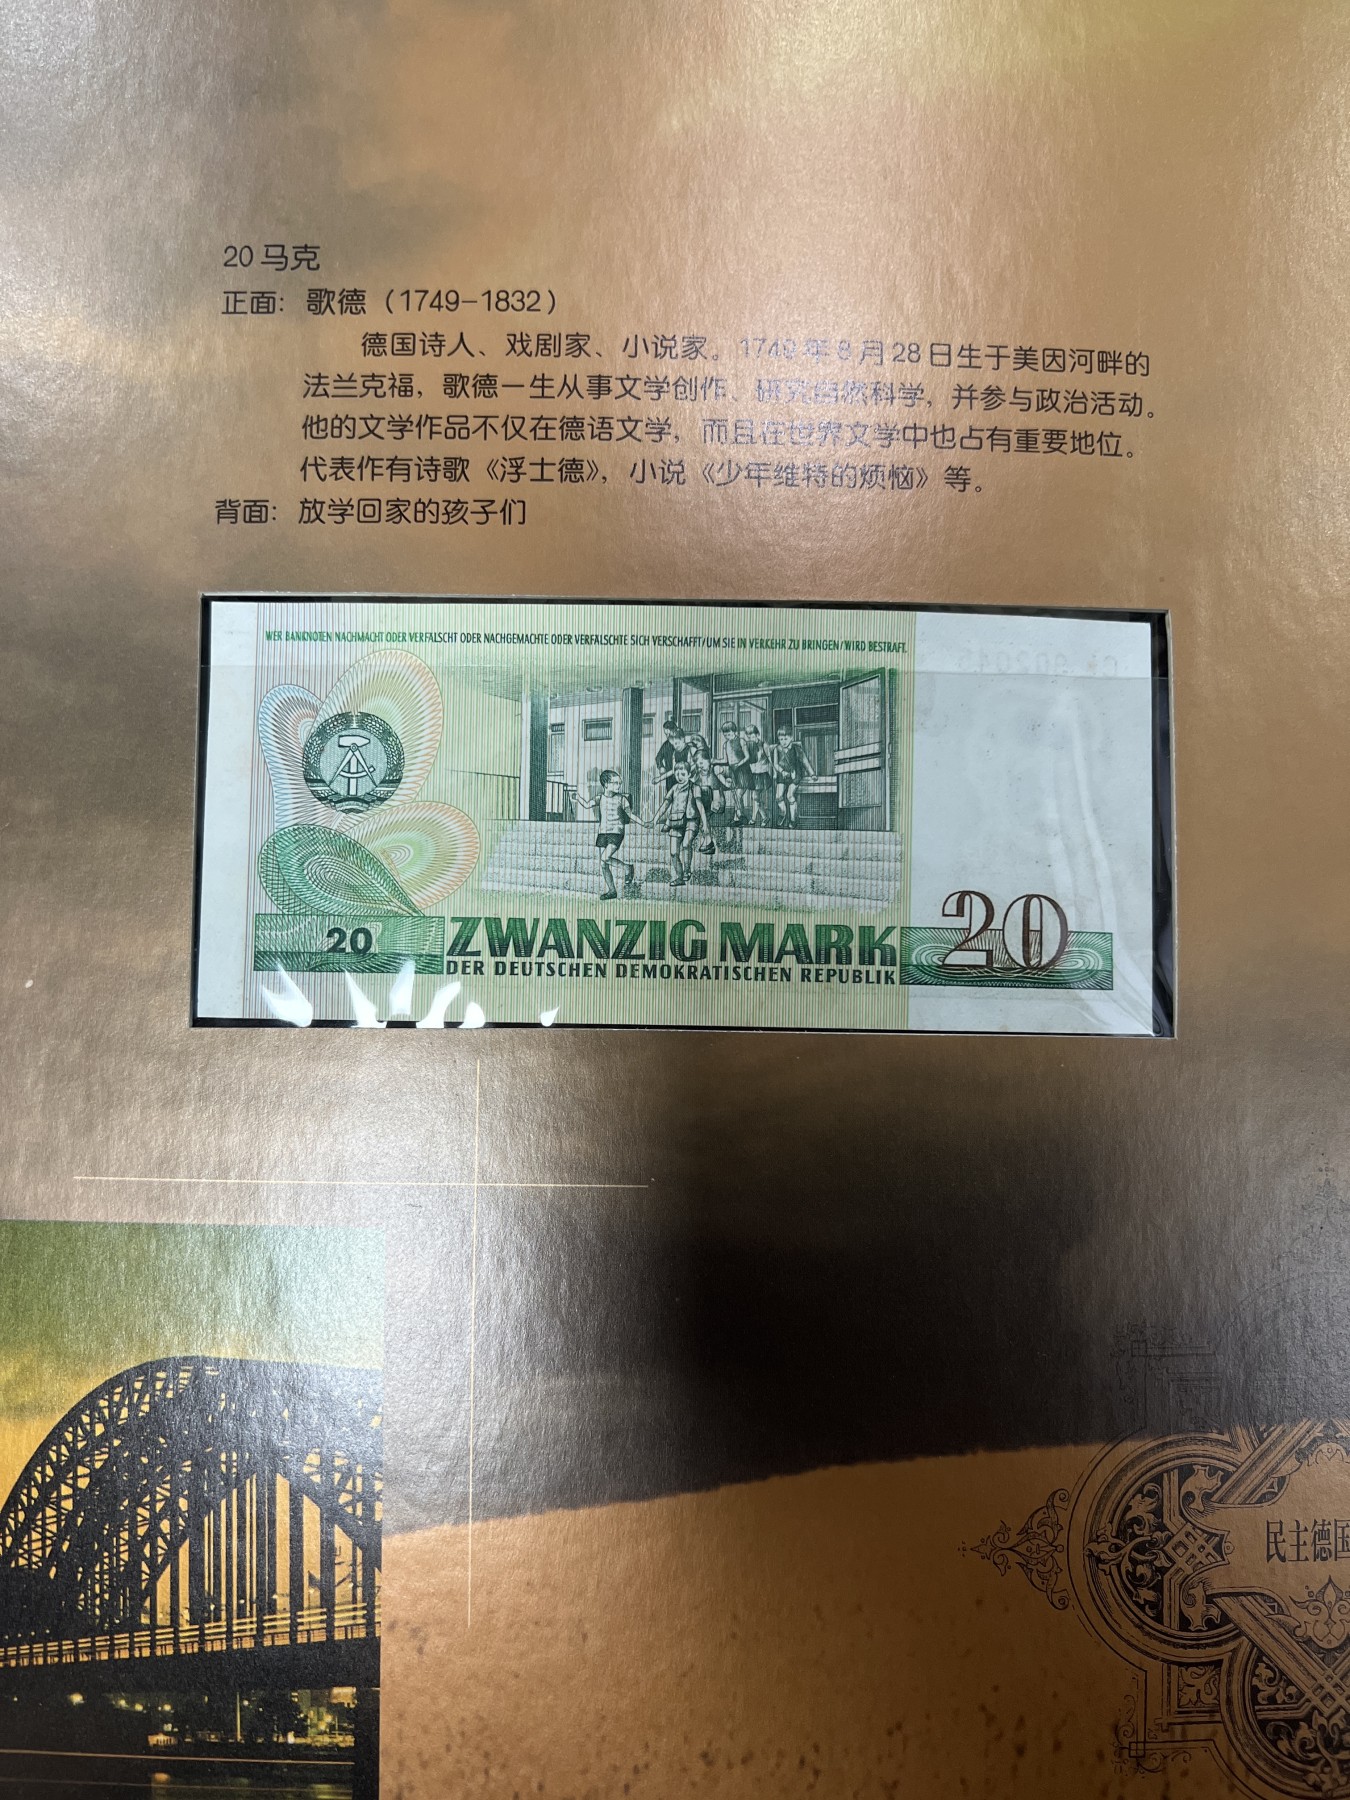 20 马克
正面: 歌德（1749-1832）
德国诗人、戏剧家、小说家。1749 年 8 月 28 日生于美因河畔的
法兰克福，歌德一生从事文学创作、研究自然科学，并参与政治活动。
他的文学作品不仅在德语文学，而且在世界文学中也占有重要地位。
代表作有诗歌《浮士德》，小说《少年维特的烦恼》等。
背面: 放学回家的孩子们
WER BANKNOTEN NACHMACHT ODER VERFÄLSCHT ODER NACHGEMACHTE ODER VERFÄLSCHTE SICH VERSCHAFFT/UM SIE IN VERKEHR ZU BRINGEN/WIRD BESTRAFT.
20
ZWANZIG MARK
20
DER DEUTSCHEN DEMOKRATISCHEN REPUBLIK
民主德国